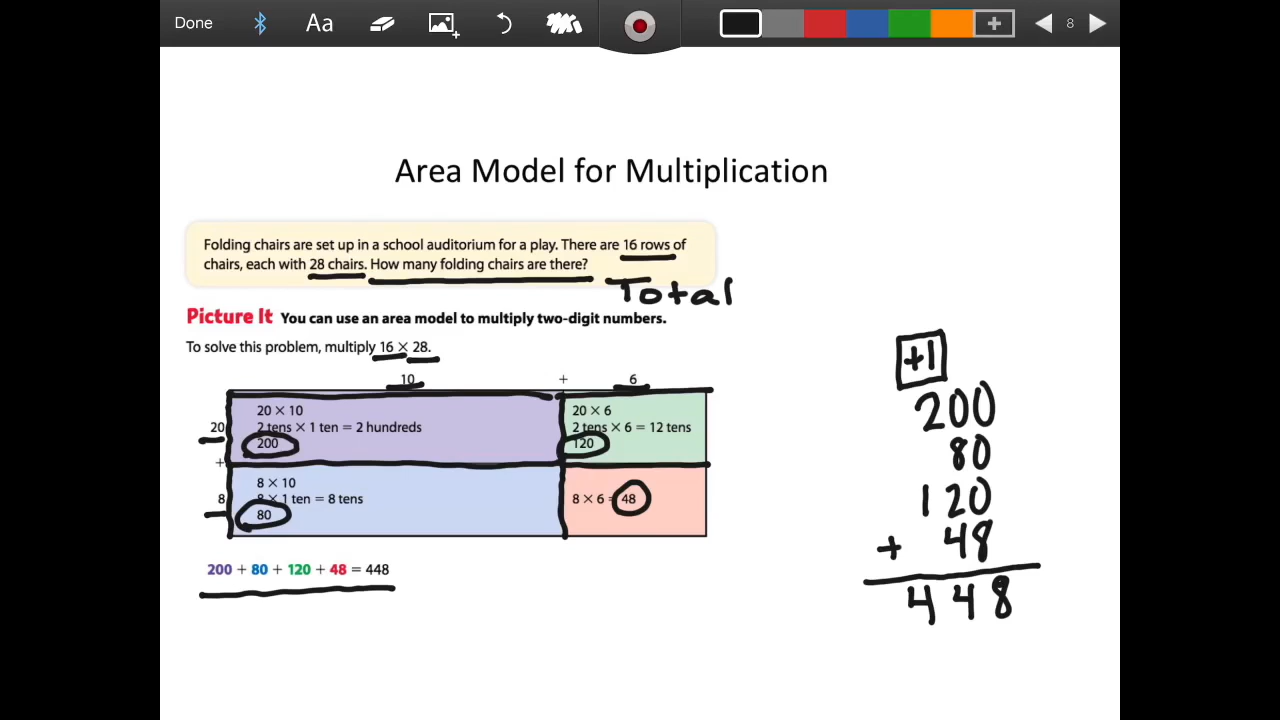 Done Aa 8
Area Model for Multiplication
Folding chairs are set up in a school auditorium for a play. There are 16 rows of
chairs, each with 28 chairs. How many folding chairs are there?
Total
Picture It You can use an area model to multiply two-digit numbers.
To solve this problem, multiply 16 × 28.
10 + 6
20
20 × 10
2 tens × 1 ten = 2 hundreds
200
20 × 6
2 tens × 6 = 12 tens
120
+
8
8 × 10
8 × 1 ten = 8 tens
80
8 × 6 = 48
200 + 80 + 120 + 48 = 448
+1
200
80
120
+ 48
448